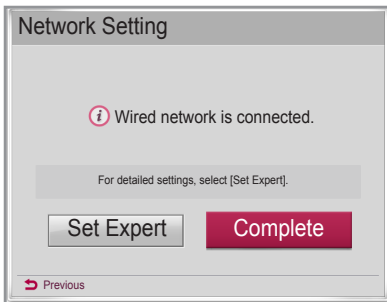 Network Setting
Wired network is connected.
For detailed settings, select [Set Expert].
Set Expert Complete
Previous